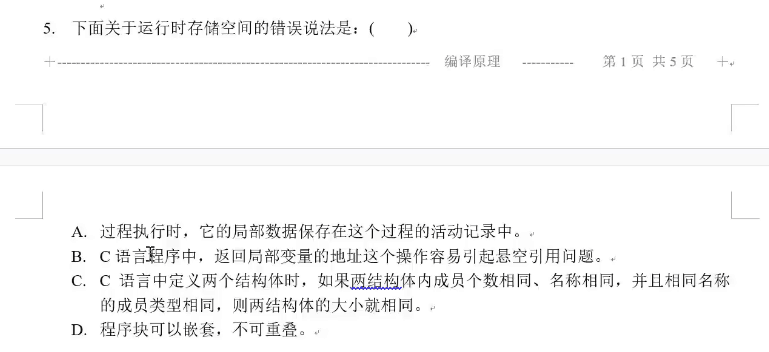 5. 下面关于运行时存储空间的错误说法是：( )
编译原理 第 1 页 共 5 页
A. 过程执行时，它的局部数据保存在这个过程的活动记录中。
B. C 语言程序中，返回局部变量的地址这个操作容易引起悬空引用问题。
C. C 语言中定义两个结构体时，如果两结构体内成员个数相同、名称相同，并且相同名称
的成员类型相同，则两结构体的大小就相同。
D. 程序块可以嵌套，不可重叠。